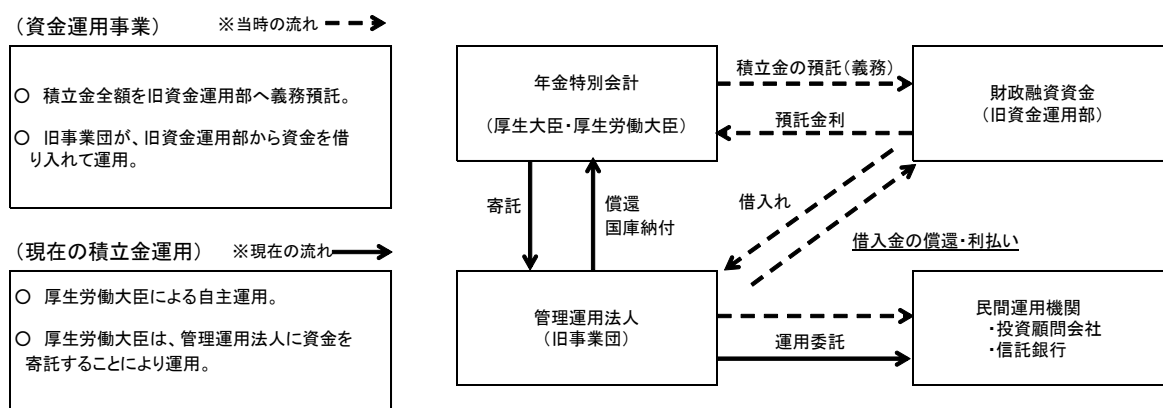 (資金運用事業) ※当時の流れ
○ 積立金全額を旧資金運用部へ義務預託。
○ 旧事業団が、旧資金運用部から資金を借
り入れて運用。
(現在の積立金運用) ※現在の流れ
○ 厚生労働大臣による自主運用。
○ 厚生労働大臣は、管理運用法人に資金を
寄託することにより運用。
年金特別会計
(厚生大臣・厚生労働大臣)
積立金の預託(義務)
預託金利
財政融資資金
(旧資金運用部)
寄託
償還
国庫納付
借入れ
借入金の償還・利払い
管理運用法人
(旧事業団)
運用委託
民間運用機関
・投資顧問会社
・信託銀行